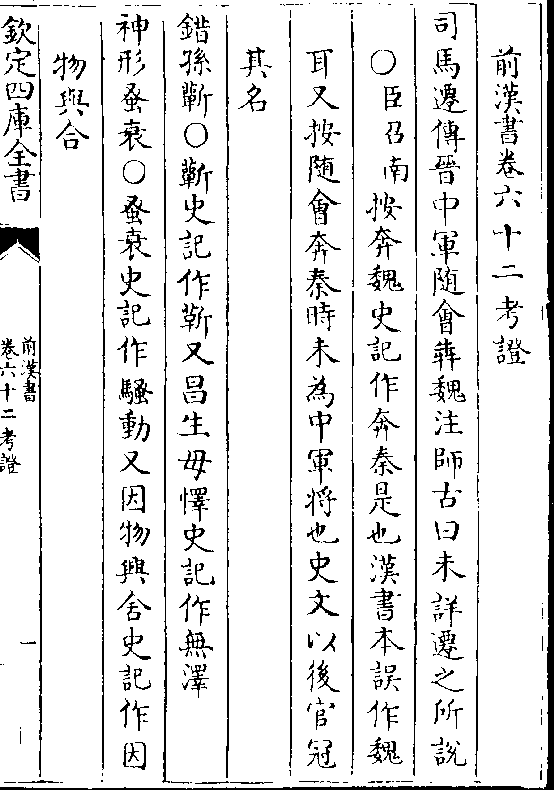 前漢書卷六十二考證
司馬遷傳晉中軍随會犇魏注師古曰未詳遷之所說
○臣召南按奔魏史記作奔秦是也漢書本誤作魏
耳又按随會奔秦時未為中軍将也史文以後官冠
其名
錯孫蘄○蘄史記作靳又昌生毋懌史記作無澤
神形蚤衰○蚤衰史記作騷動又因物與舍史記作因
物與合
欽定四庫全書
前漢書
卷六十二考證
一